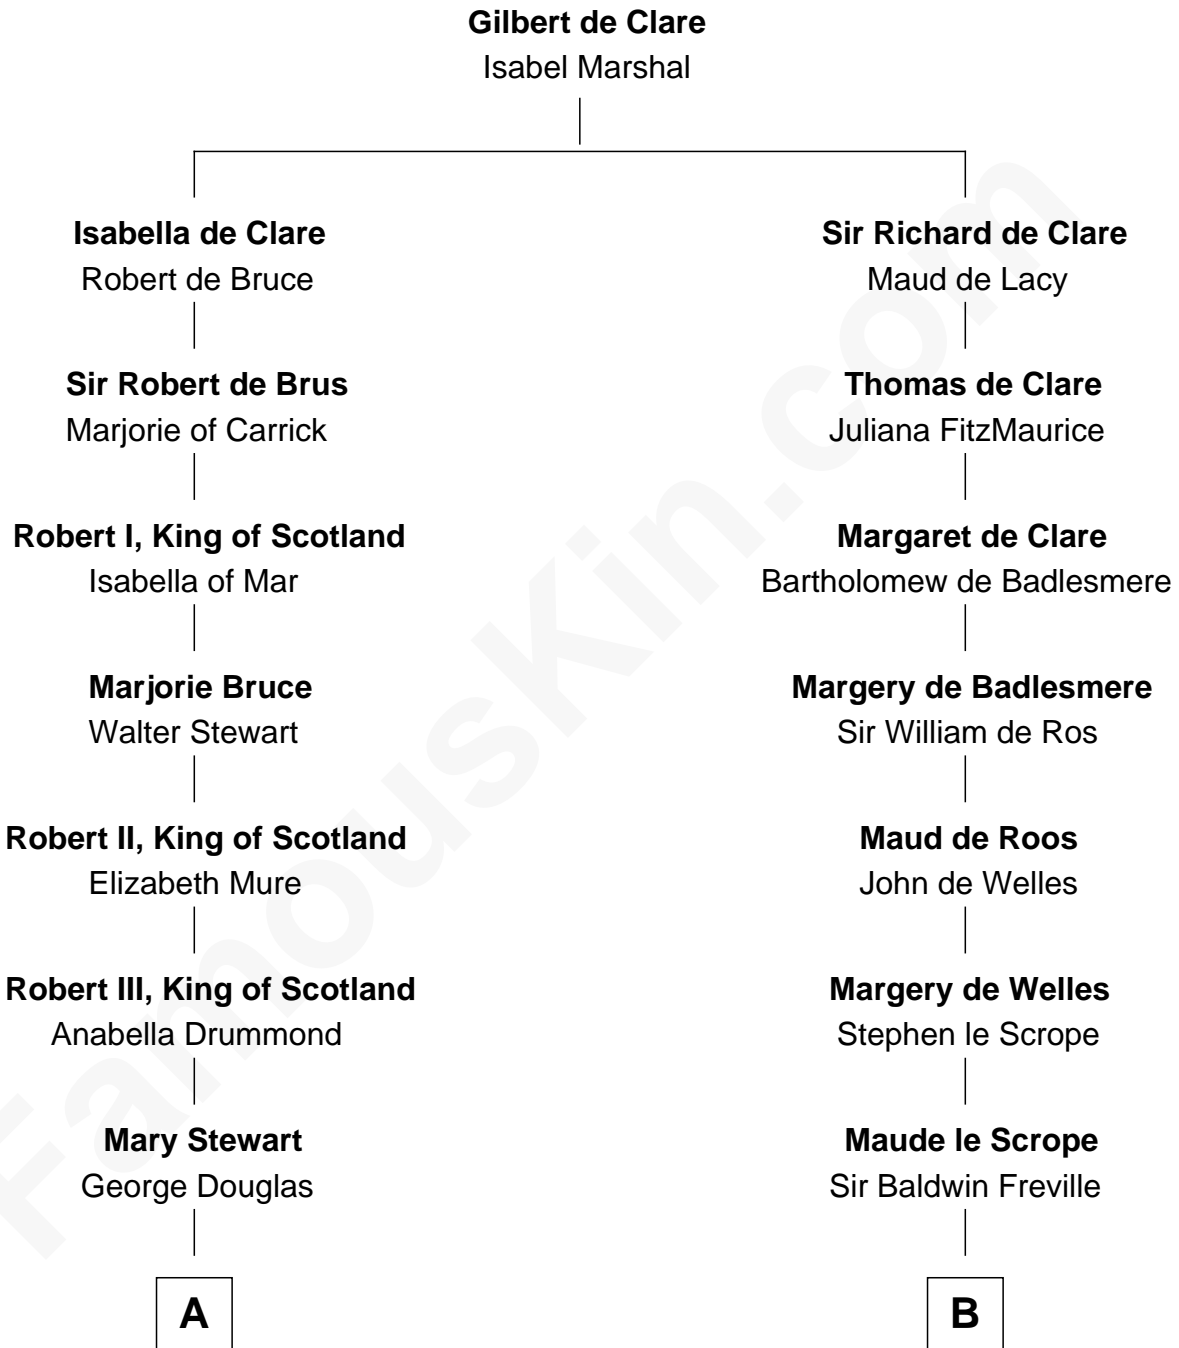 Gilbert de Clare
Isabel Marshal
Isabella de Clare
Robert de Bruce
Sir Richard de Clare
Maud de Lacy
Sir Robert de Brus
Marjorie of Carrick
Thomas de Clare
Juliana FitzMaurice
Robert I, King of Scotland
Isabella of Mar
Margaret de Clare
Bartholomew de Badlesmere
Marjorie Bruce
Walter Stewart
Margery de Badlesmere
Sir William de Ros
Robert II, King of Scotland
Elizabeth Mure
Maud de Roos
John de Welles
Robert III, King of Scotland
Anabella Drummond
Margery de Welles
Stephen le Scrope
Mary Stewart
George Douglas
Maude le Scrope
Sir Baldwin Freville
A
B
FamousKin.com